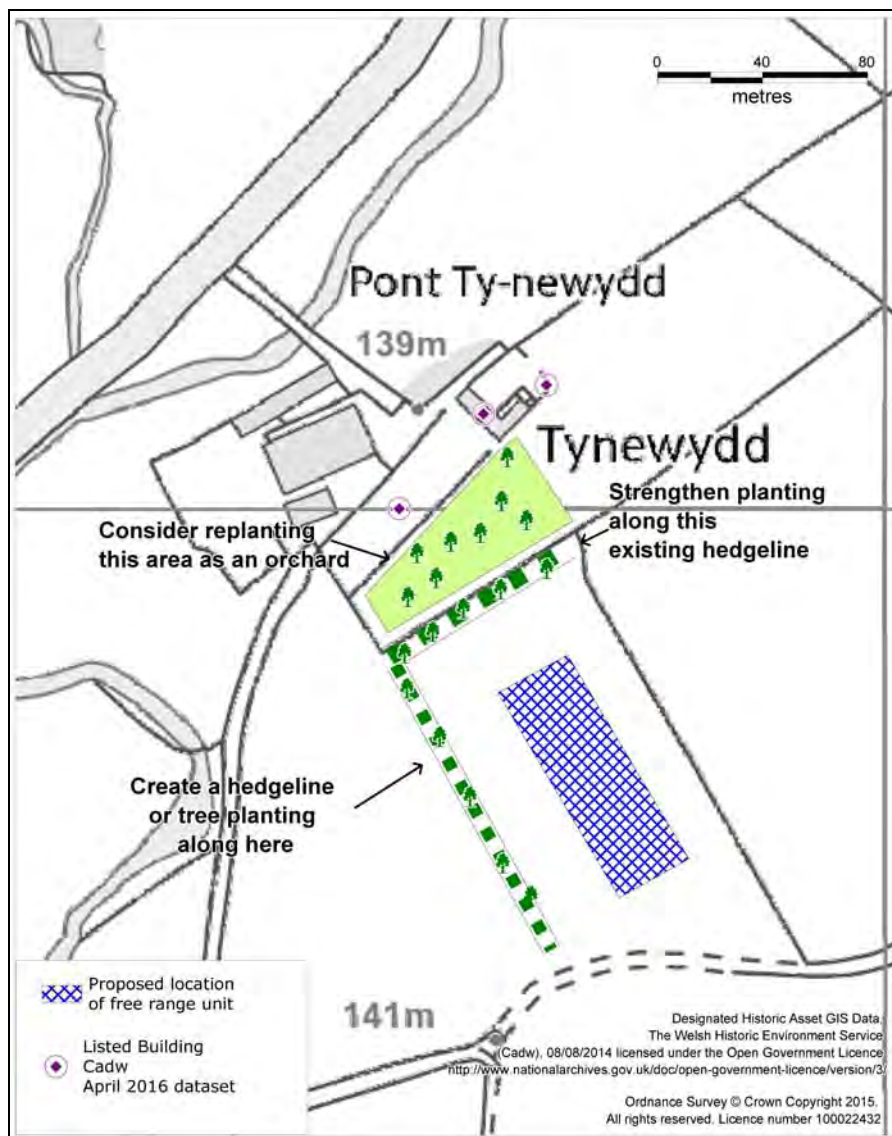 0 40 80
metres
Pont Ty-newydd
139m
Tynewydd
Strengthen planting
along this
existing hedgeline
Consider replanting
this area as an orchard
Create a hedgeline
or tree planting
along here
Proposed location
of free range unit
141m
Listed Building
Cadw
April 2016 dataset
Designated Historic Asset GIS Data,
The Welsh Historic Environment Service
(Cadw), 08/08/2014 licensed under the Open Government Licence
http://www.nationalarchives.gov.uk/doc/open-government-licence/version/3/
Ordnance Survey © Crown Copyright 2015.
All rights reserved. Licence number 100022432